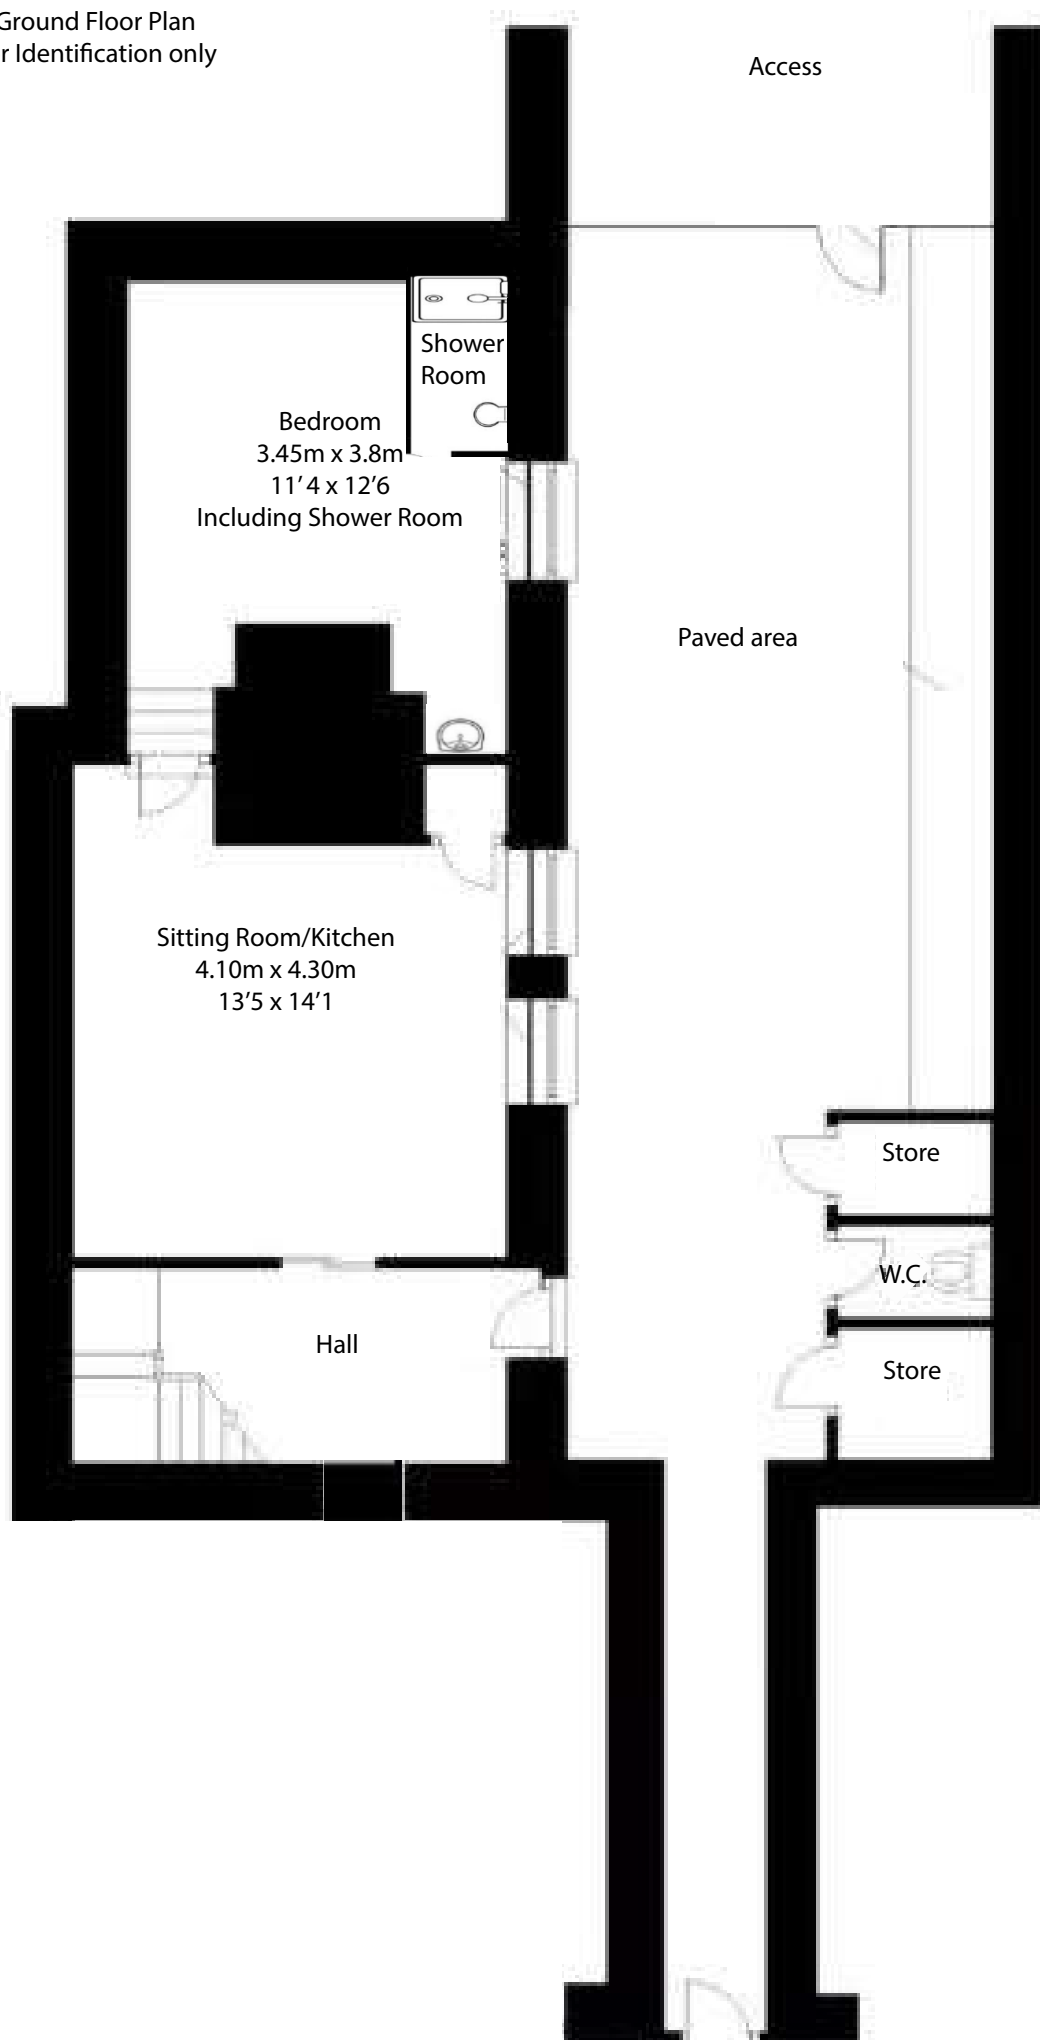 Ground Floor Plan
r Identification only
Access
Shower
Room
Bedroom
3.45m x 3.8m
11’4 x 12’6
Including Shower Room
Paved area
Sitting Room/Kitchen
4.10m x 4.30m
13’5 x 14’1
Store
W.C.
Hall
Store